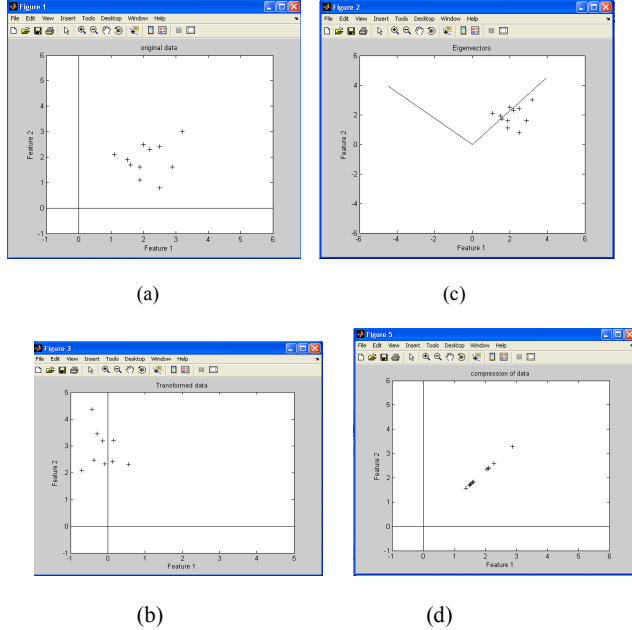 Figure 1
File Edit View Insert Tools Desktop Window Help
original data
6
5
4
3
2
1
0
-1
Feature 2
-1 0 1 2 3 4 5 6
Feature 1
(a)
Figure 2
File Edit View Insert Tools Desktop Window Help
Eigenvectors
6
4
2
0
-2
-4
-6
Feature 2
-6 -4 -2 0 2 4 6
Feature 1
(c)
Figure 3
File Edit View Insert Tools Desktop Window Help
Transformed data
5
4
3
2
1
0
-1
Feature 2
-1 0 1 2 3 4 5
Feature 1
(b)
Figure 5
File Edit View Insert Tools Desktop Window Help
compression of data
6
5
4
3
2
1
0
-1
Feature 2
-1 0 1 2 3 4 5 6
Feature 1
(d)